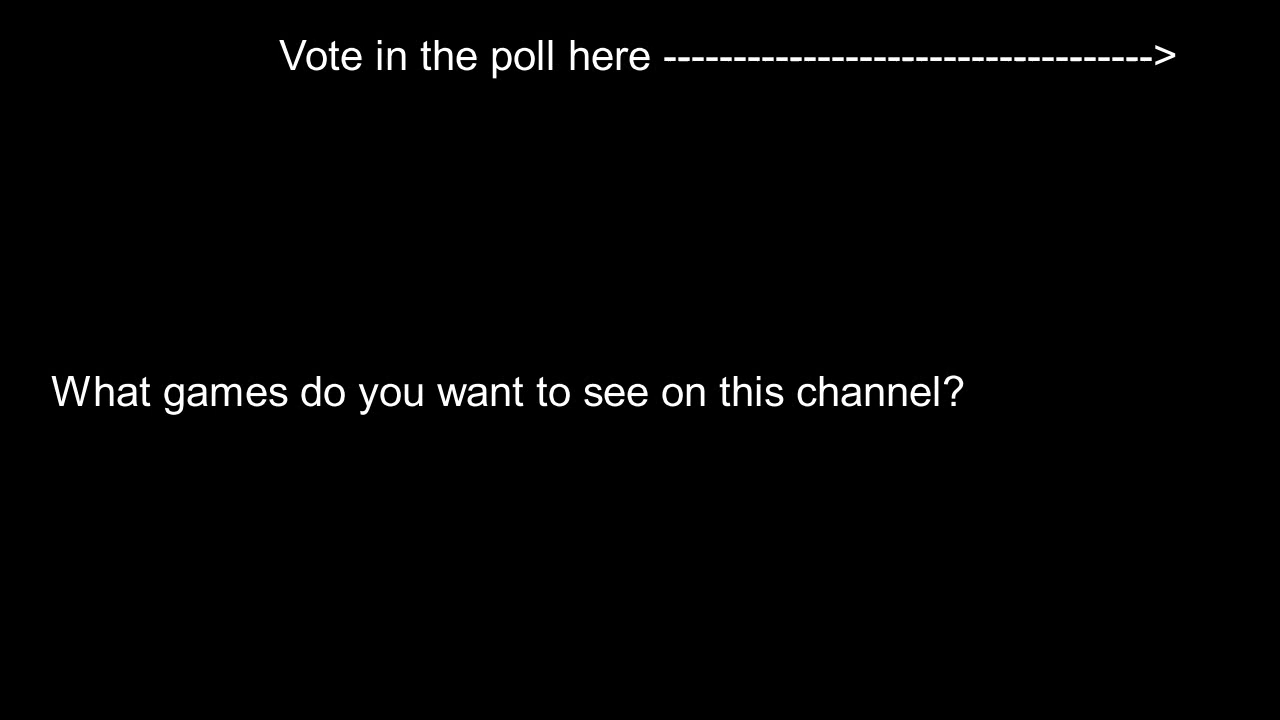 Vote in the poll here ----------------------------------->
What games do you want to see on this channel?